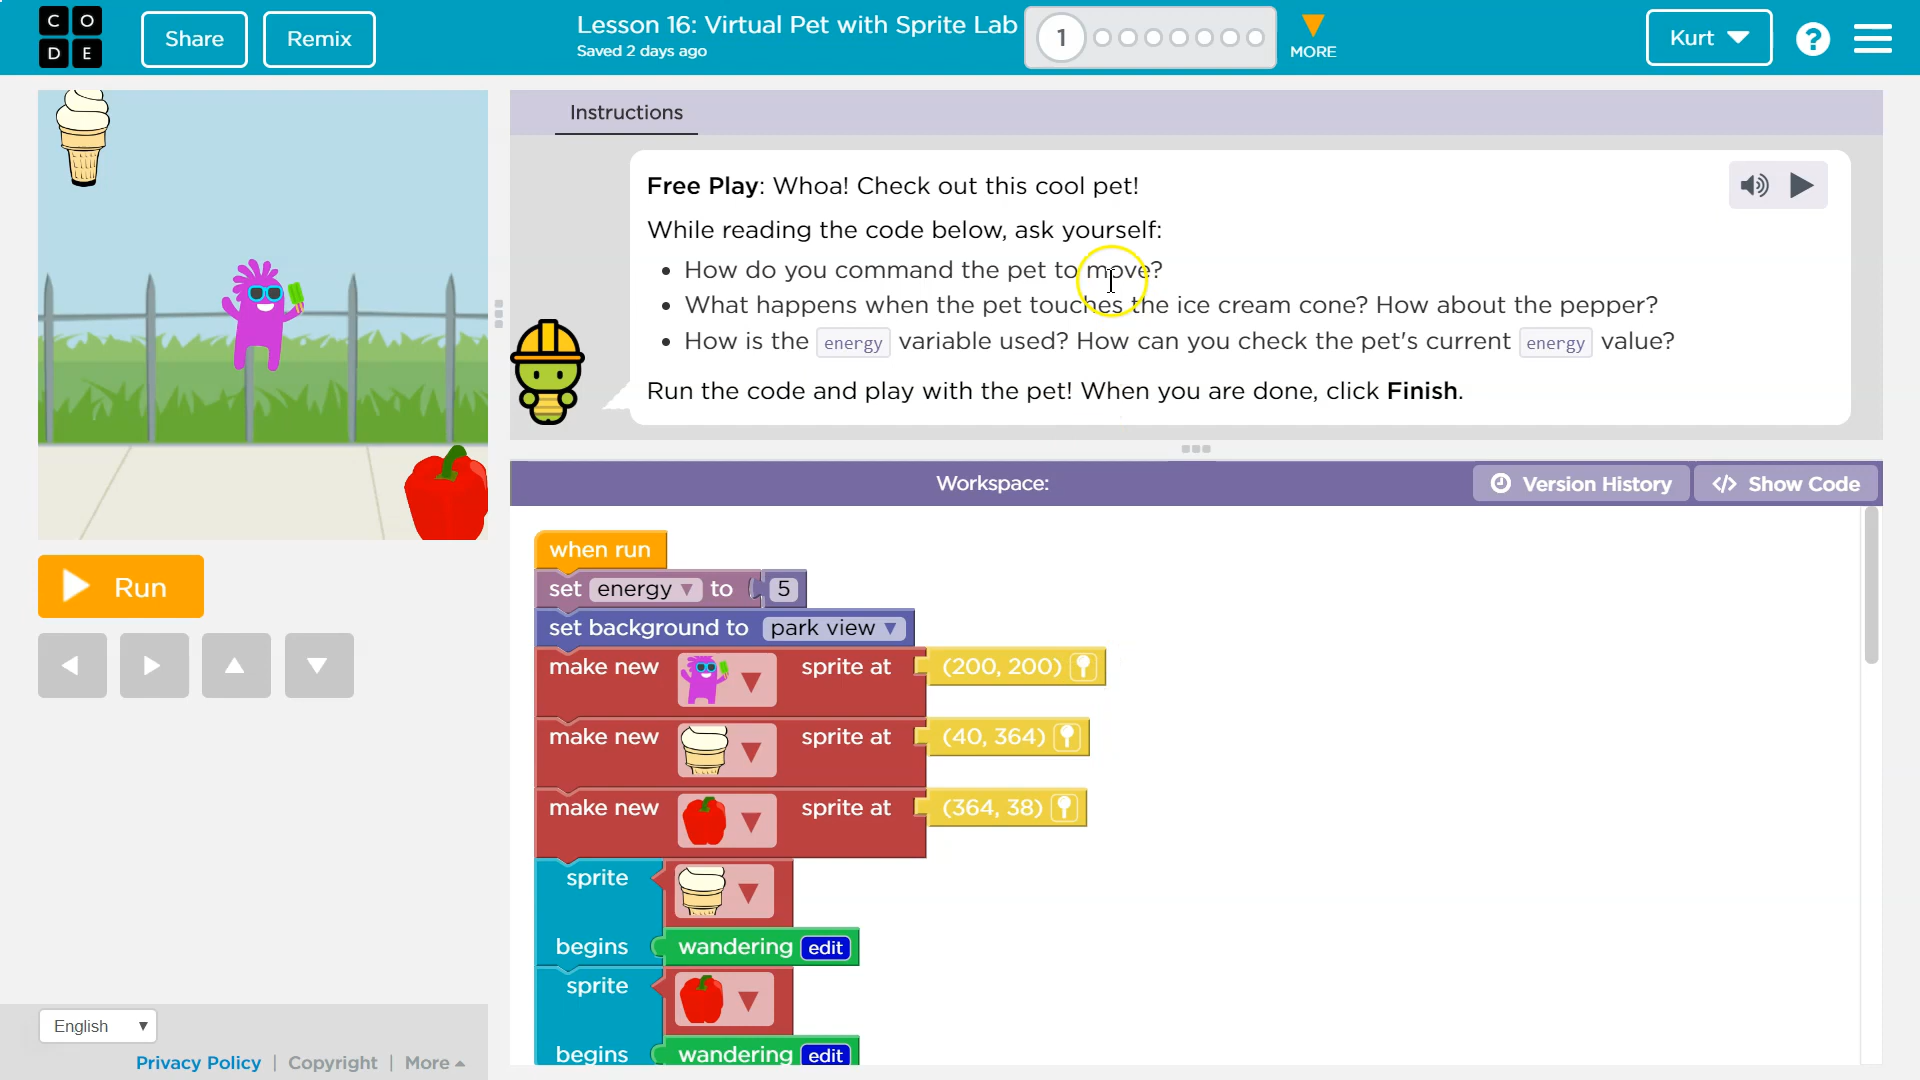 C O
D E
Share
Remix
Lesson 16: Virtual Pet with Sprite Lab
Saved 2 days ago
1
MORE
Kurt
?
Instructions
Free Play: Whoa! Check out this cool pet!
While reading the code below, ask yourself:
• How do you command the pet to move?
• What happens when the pet touches the ice cream cone? How about the pepper?
• How is the energy variable used? How can you check the pet's current energy value?
Run the code and play with the pet! When you are done, click Finish.
Workspace:
Version History
</> Show Code
Run
when run
set energy to 5
set background to park view
make new sprite at (200, 200)
make new sprite at (40, 364)
make new sprite at (364, 38)
sprite
begins wandering edit
sprite
begins wandering edit
English
Privacy Policy | Copyright | More